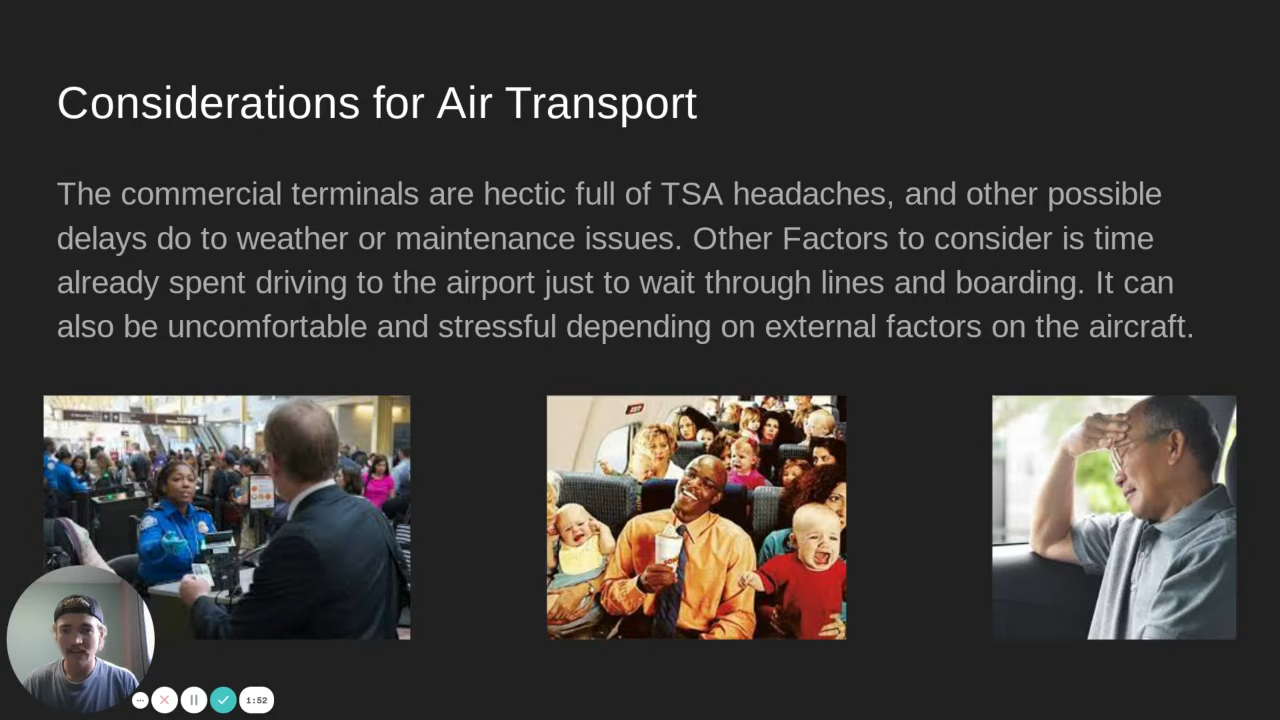 Considerations for Air Transport
The commercial terminals are hectic full of TSA headaches, and other possible
delays do to weather or maintenance issues. Other Factors to consider is time
already spent driving to the airport just to wait through lines and boarding. It can
also be uncomfortable and stressful depending on external factors on the aircraft.
1:52